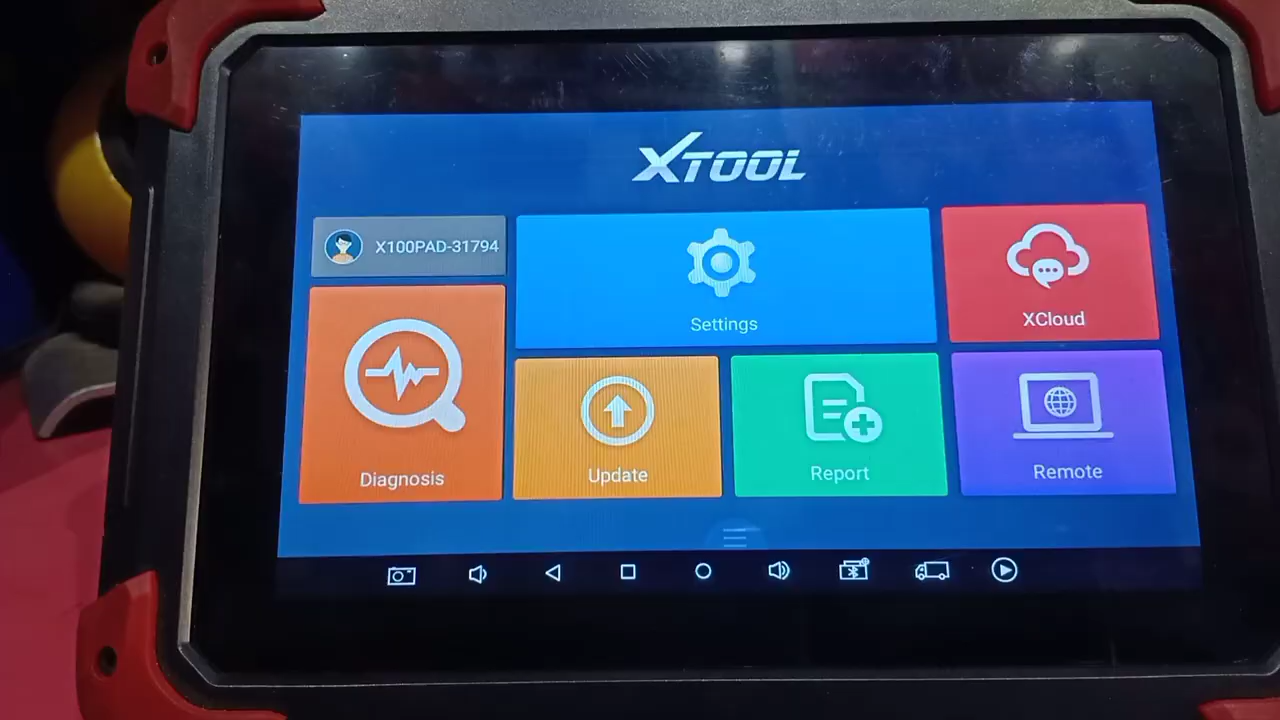 XTOOL
X100PAD-31794
Settings
XCloud
Diagnosis
Update
Report
Remote